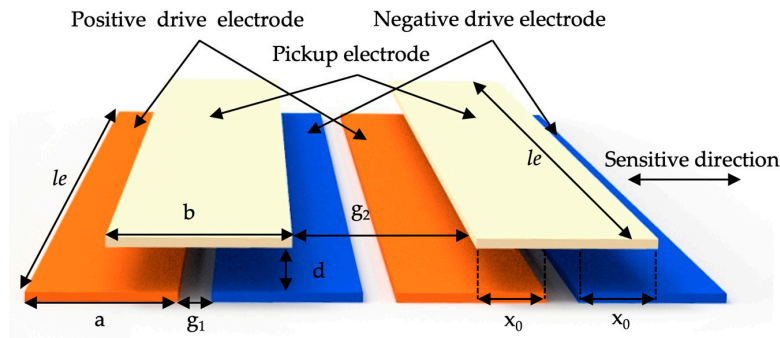 Positive drive electrode
Negative drive electrode
Pickup electrode
le
le
Sensitive direction
b
g₂
d
a
g₁
x₀
x₀